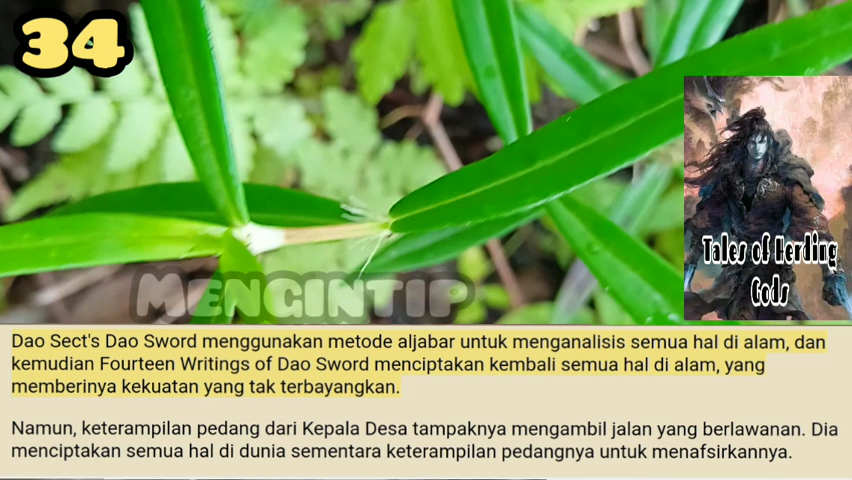 34
Tales of Herding
Gods
MENGINTIP
Dao Sect's Dao Sword menggunakan metode aljabar untuk menganalisis semua hal di alam, dan
kemudian Fourteen Writings of Dao Sword menciptakan kembali semua hal di alam, yang
memberinya kekuatan yang tak terbayangkan.
Namun, keterampilan pedang dari Kepala Desa tampaknya mengambil jalan yang berlawanan. Dia
menciptakan semua hal di dunia sementara keterampilan pedangnya untuk menafsirkannya.